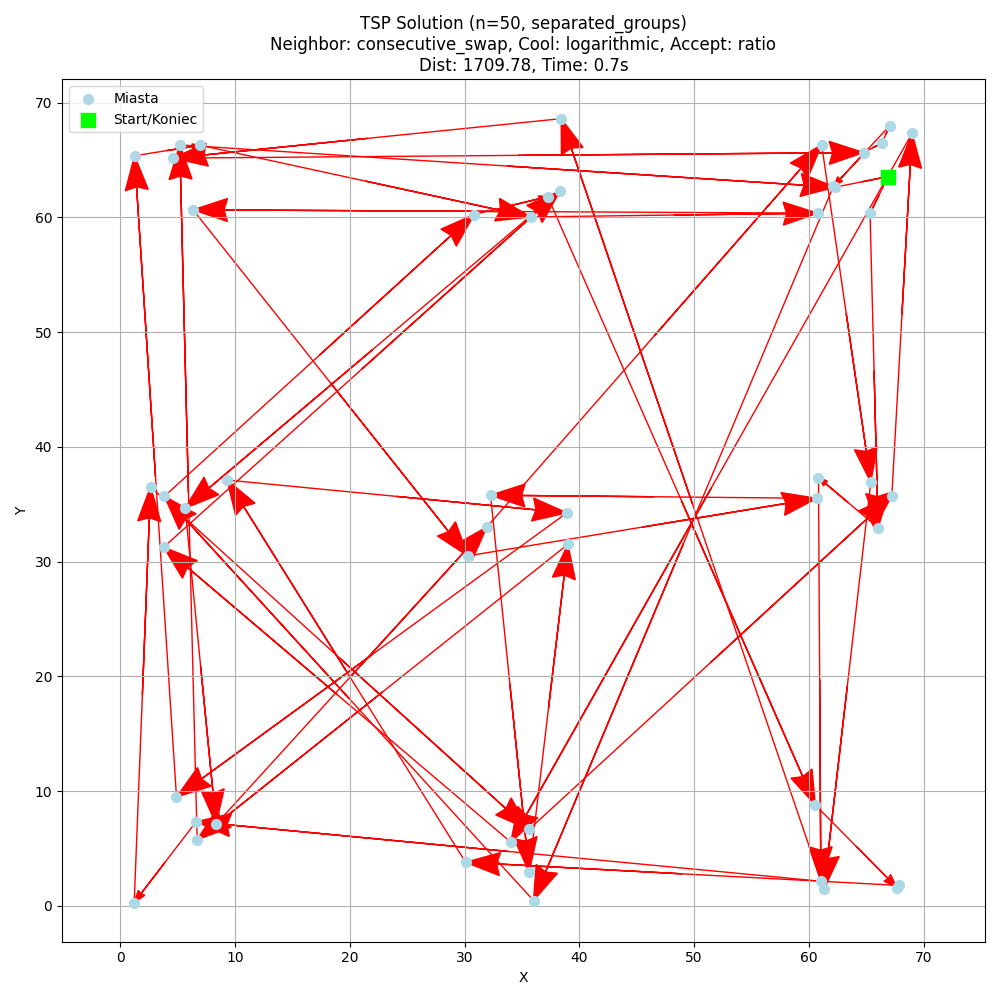 TSP Solution (n=50, separated_groups)
Neighbor: consecutive_swap, Cool: logarithmic, Accept: ratio
Dist: 1709.78, Time: 0.7s
Miasta
Start/Koniec
70
60
50
40
30
20
10
0
Y
0 10 20 30 40 50 60 70
X